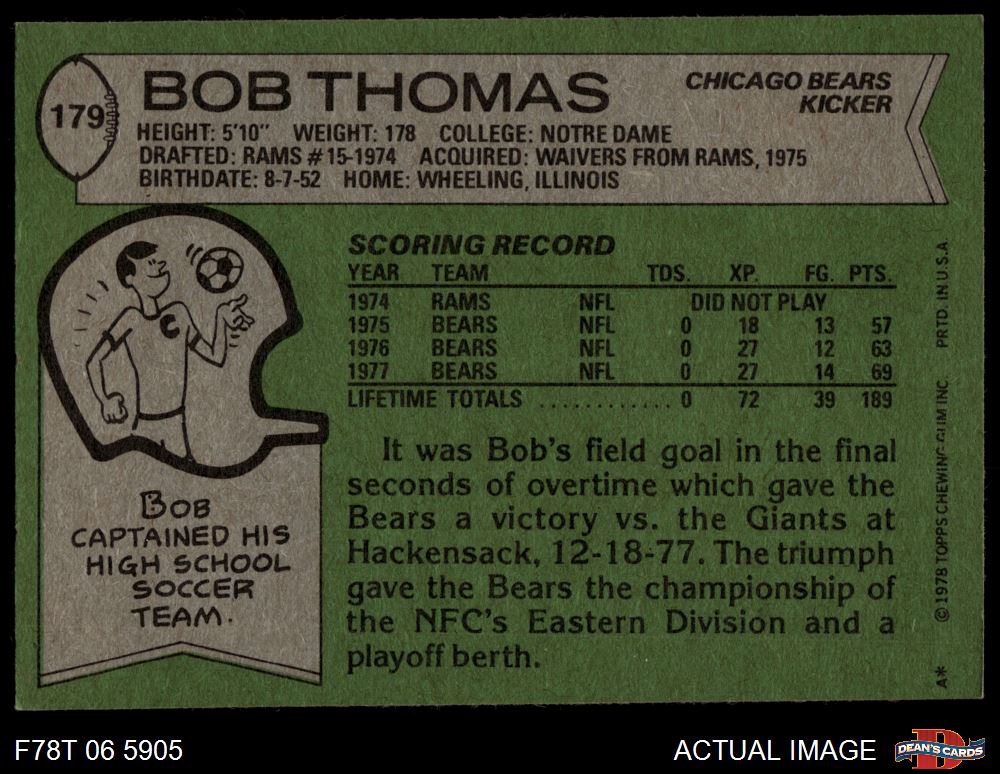 179
BOB THOMAS
CHICAGO BEARS
KICKER
HEIGHT: 5'10" WEIGHT: 178 COLLEGE: NOTRE DAME
DRAFTED: RAMS #15-1974 ACQUIRED: WAIVERS FROM RAMS, 1975
BIRTHDATE: 8-7-52 HOME: WHEELING, ILLINOIS
C
BOB
CAPTAINED HIS
HIGH SCHOOL
SOCCER
TEAM.
SCORING RECORD
YEAR TEAM TDS. XP. FG. PTS.
1974 RAMS NFL DID NOT PLAY
1975 BEARS NFL 0 18 13 57
1976 BEARS NFL 0 27 12 63
1977 BEARS NFL 0 27 14 69
LIFETIME TOTALS ............ 0 72 39 189
It was Bob's field goal in the final
seconds of overtime which gave the
Bears a victory vs. the Giants at
Hackensack, 12-18-77. The triumph
gave the Bears the championship of
the NFC's Eastern Division and a
playoff berth.
A* © 1978 TOPPS CHEWING GUM INC PRTD. IN U.S.A
F78T 06 5905
ACTUAL IMAGE
D
DEAN'S CARDS